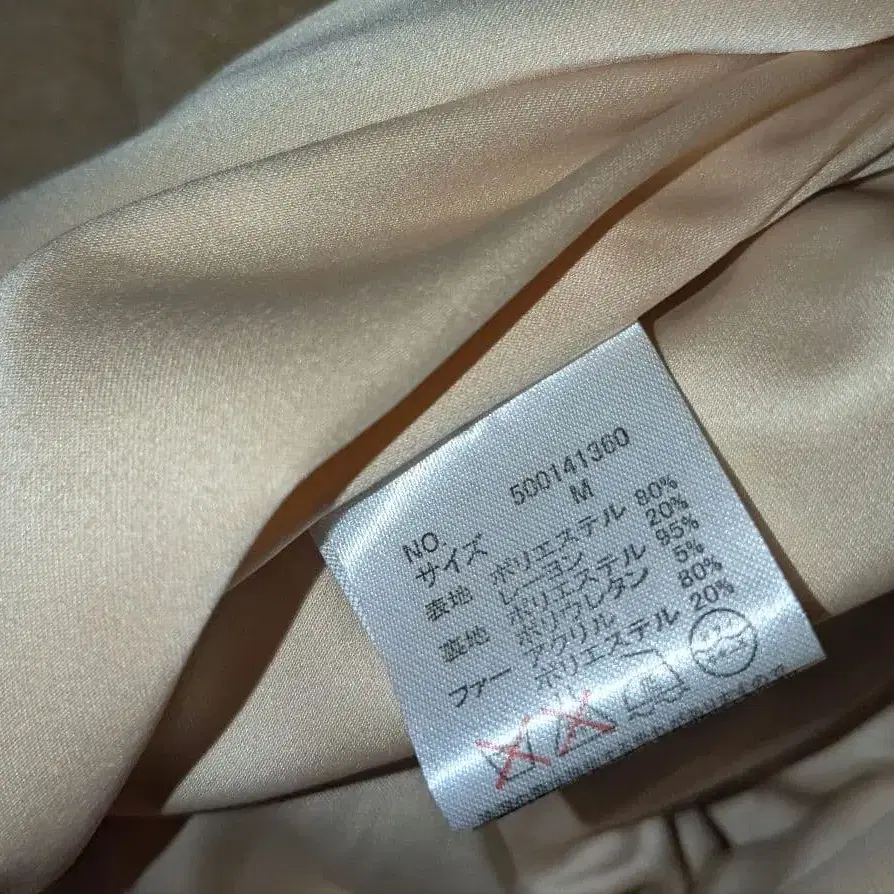 NO. 500141360
サイズ M
表地 ポリエステル 80%
レーヨン 20%
裏地 ポリエステル 95%
ポリウレタン 5%
ファー アクリル 80%
ポリエステル 20%